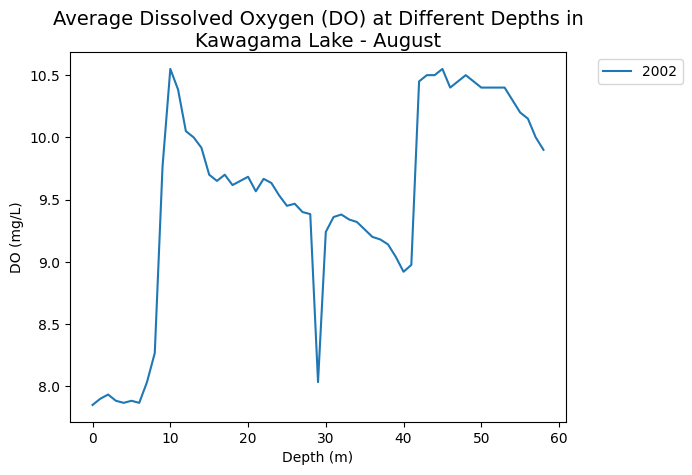 Average Dissolved Oxygen (DO) at Different Depths in
Kawagama Lake - August
2002
10.5
10.0
9.5
9.0
8.5
8.0
DO (mg/L)
0 10 20 30 40 50 60
Depth (m)